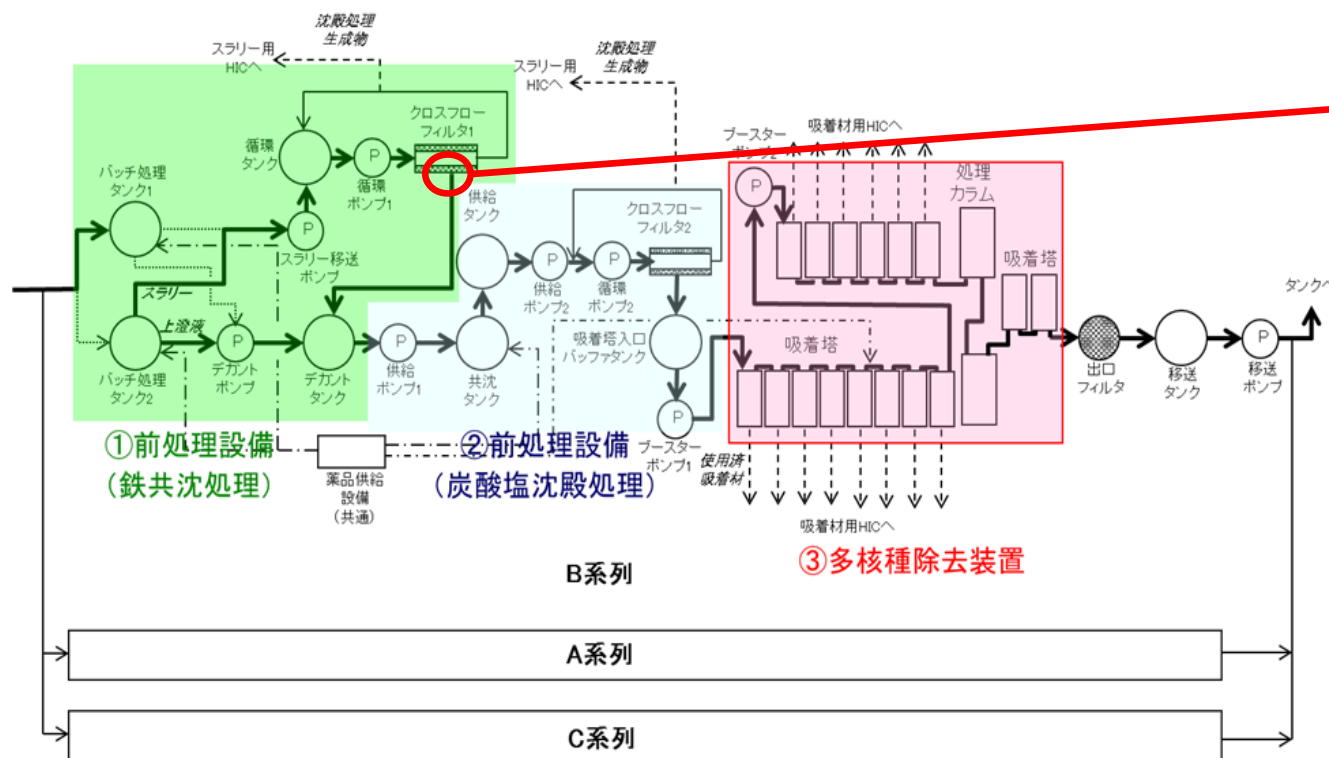 沈殿処理
生成物
スラリー用
HICへ
沈殿処理
生成物
スラリー用
HICへ
クロスフロー
フィルタ1
循環
タンク
P
循環
ポンプ1
バッチ処理
タンク1
P
スラリー移送
ポンプ
スラリー
上澄液
バッチ処理
タンク2
P
デカント
ポンプ
デカント
タンク
①前処理設備
(鉄共沈処理)
供給
タンク
クロスフロー
フィルタ2
P
供給
ポンプ2
P
循環
ポンプ2
P
供給
ポンプ1
共沈
タンク
吸着塔入口
バッファタンク
P
ブースター
ポンプ1
②前処理設備
(炭酸塩沈殿処理)
薬品供給
設備
(共通)
ブースター
ポンプ2
P
吸着材用HICへ
処理
カラム
吸着塔
吸着塔
使用済
吸着材
吸着材用HICへ
③多核種除去装置
出口
フィルタ
移送
タンク
P
移送
ポンプ
タンクへ
B系列
A系列
C系列